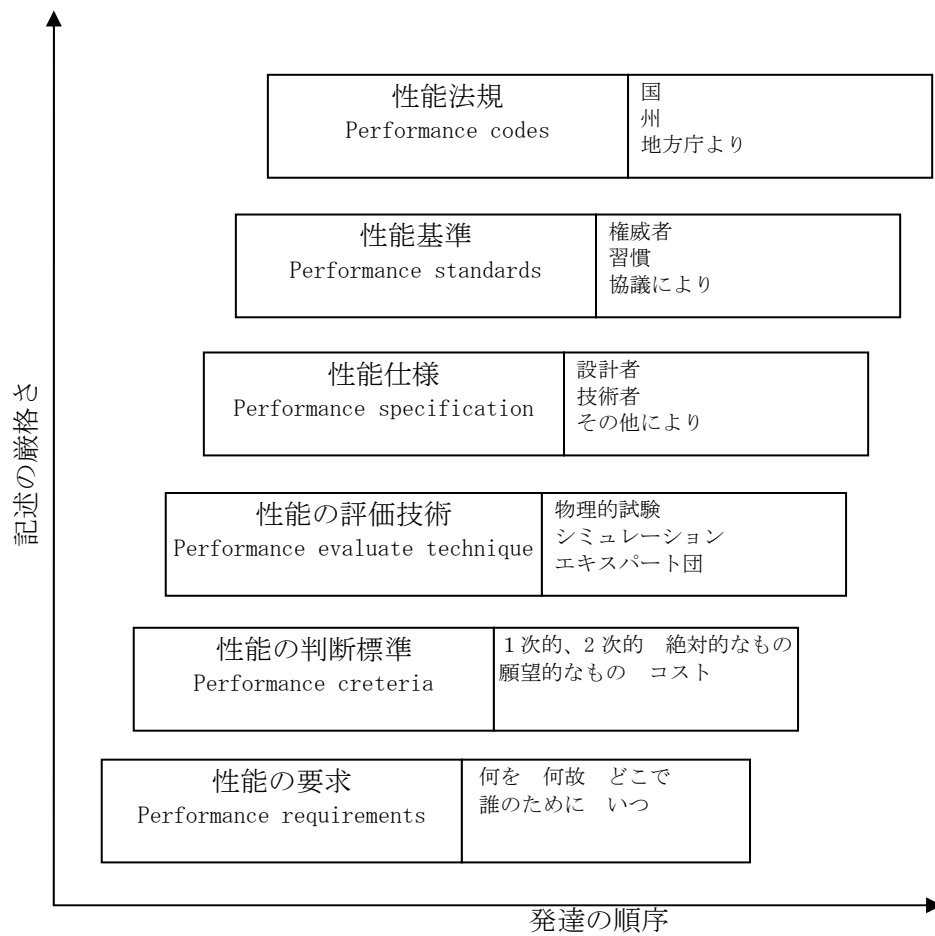 性能法規
Performance codes
国
州
地方庁より
性能基準
Performance standards
権威者
習慣
協議により
性能仕様
Performance specification
設計者
技術者
その他により
性能の評価技術
Performance evaluate technique
物理的試験
シミュレーション
エキスパート団
性能の判断標準
Performance creteria
1次的、2次的　絶対的なもの
願望的なもの　コスト
性能の要求
Performance requirements
何を　何故　どこで
誰のために　いつ
記述の厳格さ
発達の順序